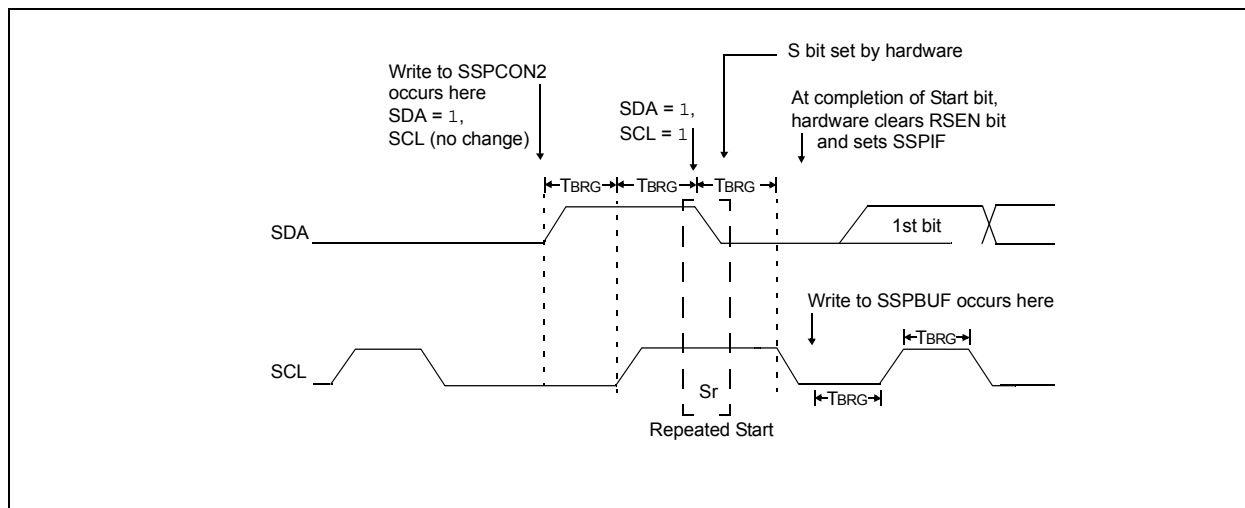 S bit set by hardware
Write to SSPCON2
occurs here
SDA = 1,
SCL (no change)
SDA = 1,
SCL = 1
At completion of Start bit,
hardware clears RSEN bit
and sets SSPIF
TBRG TBRG TBRG
SDA
1st bit
Write to SSPBUF occurs here
TBRG
SCL
Sr
TBRG
Repeated Start